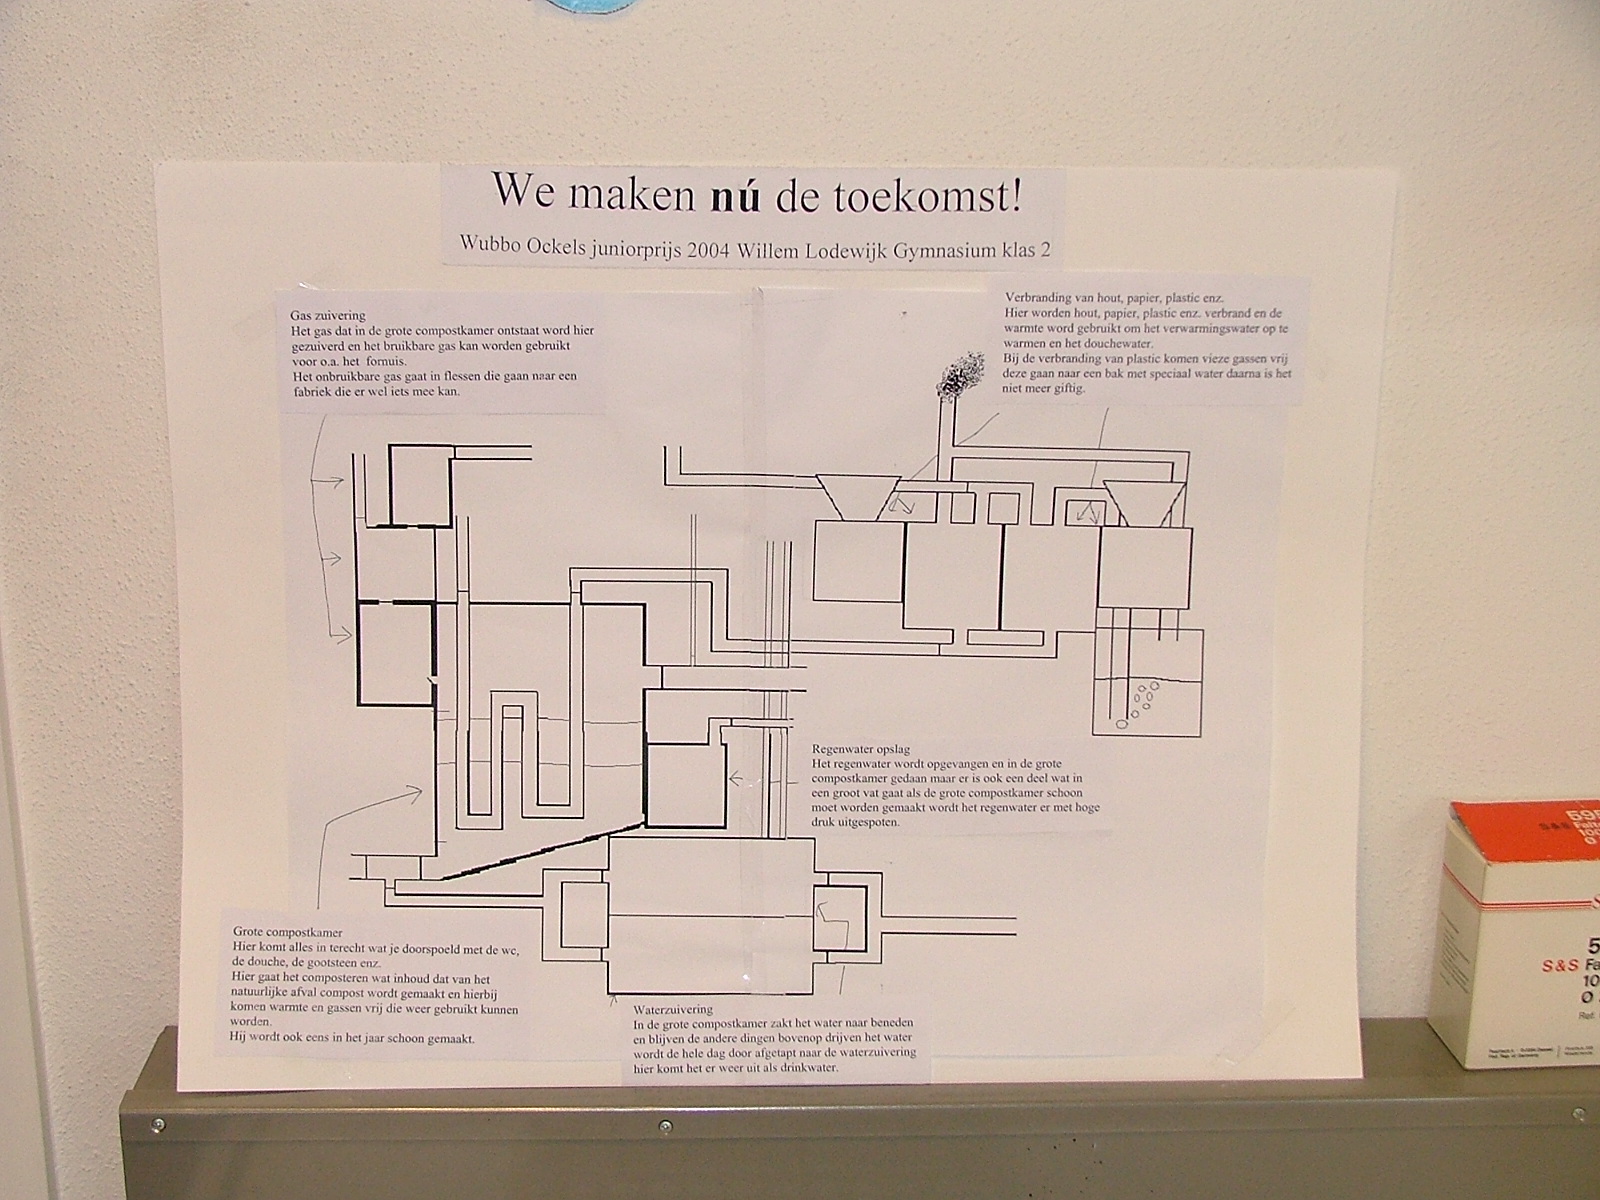 We maken nú de toekomst!
Wubbo Ockels juniorprijs 2004 Willem Lodewijk Gymnasium klas 2
Gas zuivering
Het gas dat in de grote compostkamer ontstaat word hier
gezuiverd en het bruikbare gas kan worden gebruikt
voor o.a. het fornuis.
Het onbruikbare gas gaat in flessen die gaan naar een
fabriek die er wel iets mee kan.
Verbranding van hout, papier, plastic enz.
Hier worden hout, papier, plastic enz. verbrand en de
warmte word gebruikt om het verwarmingswater op te
warmen en het douchewater.
Bij de verbranding van plastic komen vieze gassen vrij
deze gaan naar een bak met speciaal water daarna is het
niet meer giftig.
Regenwater opslag
Het regenwater wordt opgevangen en in de grote
compostkamer gedaan maar er is ook een deel wat in
een groot vat gaat als de grote compostkamer schoon
moet worden gemaakt wordt het regenwater er met hoge
druk uitgespoten.
Grote compostkamer
Hier komt alles in terecht wat je doorspoeld met de wc,
de douche, de gootsteen enz.
Hier gaat het composteren wat inhoud dat van het
natuurlijke afval compost wordt gemaakt en hierbij
komen warmte en gassen vrij die weer gebruikt kunnen
worden.
Hij wordt ook eens in het jaar schoon gemaakt.
Waterzuivering
In de grote compostkamer zakt het water naar beneden
en blijven de andere dingen bovenop drijven het water
wordt de hele dag door afgetapt naar de waterzuivering
hier komt het er weer uit als drinkwater.
595
S&S Falt
100
5
S&S Fa
10
Ref.